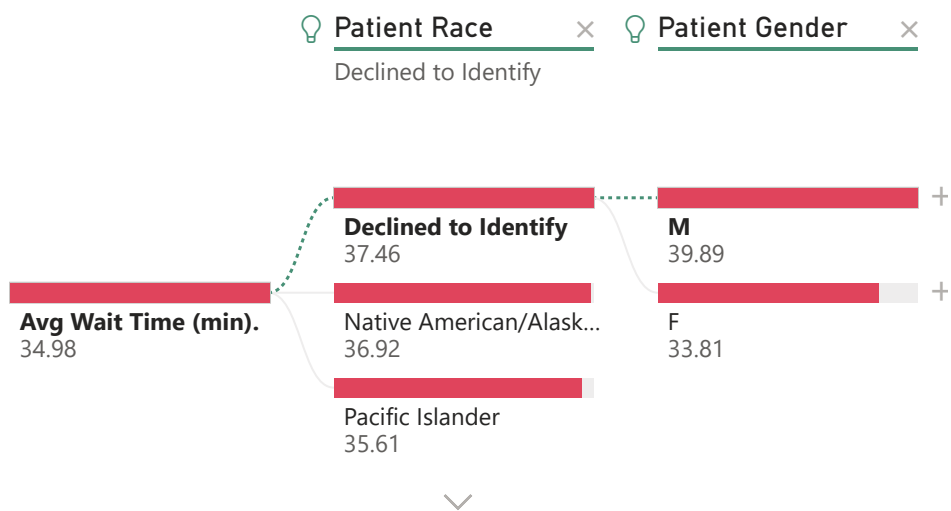 Patient Race
Patient Gender
Declined to Identify
Declined to Identify
37.46
M
39.89
Avg Wait Time (min).
34.98
Native American/Alask...
36.92
F
33.81
Pacific Islander
35.61